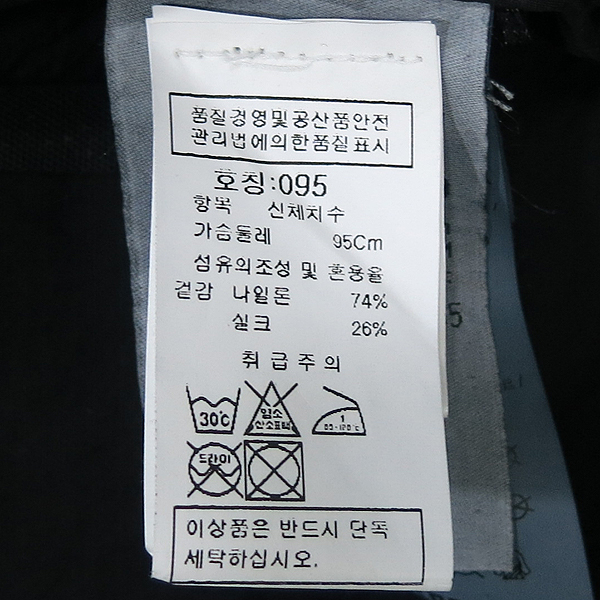 품질경영및공산품안전
관리법에의한품질표시
호칭:095
항목 신체치수
가슴둘레 95Cm
섬유의조성 및 혼용율
겉감 나일론 74%
실크 26%
취급주의
30℃
염소
산소표백
1
80-120℃
드라이
이상품은 반드시 단독
세탁하십시오.
5